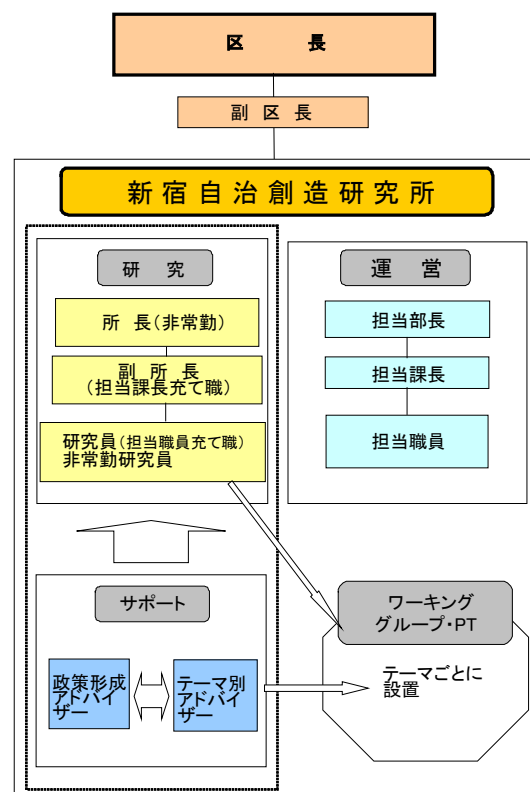 区 長
副 区 長
新宿自治創造研究所
研 究
所 長(非常勤)
副 所 長
(担当課長充て職)
研究員(担当職員充て職)
非常勤研究員
運 営
担当部長
担当課長
担当職員
サポート
政策形成
アドバイ
ザー
テーマ別
アドバイ
ザー
ワーキング
グループ・PT
テーマごとに
設置